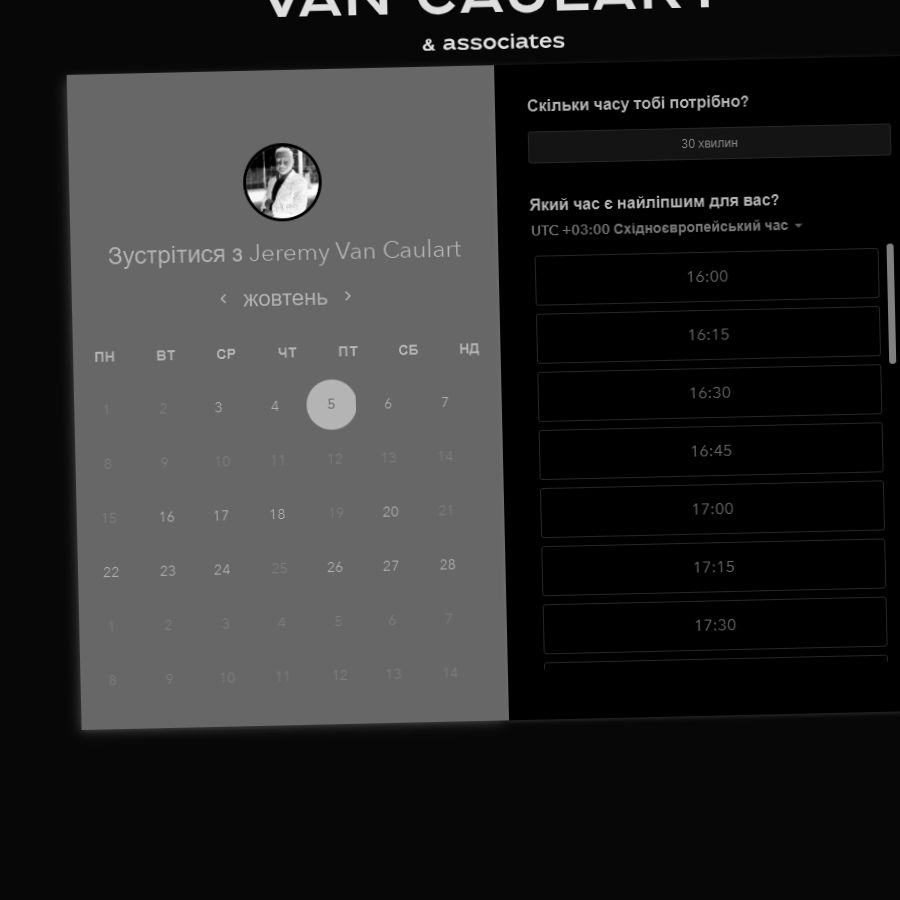 VAN CAULART
& associates
Зустрітися з Jeremy Van Caulart
жовтень
ПН ВТ СР ЧТ ПТ СБ НД
1 2 3 4 5 6 7
8 9 10 11 12 13 14
15 16 17 18 19 20 21
22 23 24 25 26 27 28
1 2 3 4 5 6 7
8 9 10 11 12 13 14
Скільки часу тобі потрібно?
30 хвилин
Який час є найліпшим для вас?
UTC +03:00 Східноєвропейський час
16:00
16:15
16:30
16:45
17:00
17:15
17:30